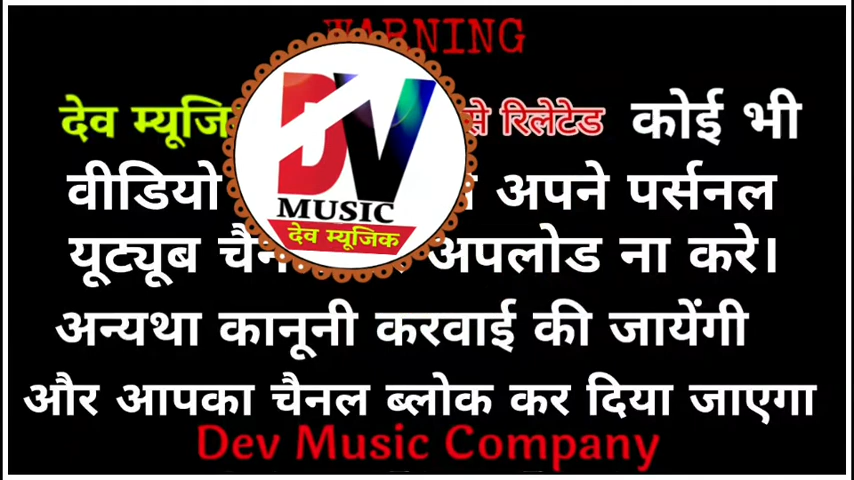 WARNING
देव से रिलेटेड कोई भी
वीडियो अपने पर्सनल
यूट्यूब अपलोड ना करे।
अन्यथा कानूनी करवाई की जायेंगी
और आपका चैनल ब्लोक कर दिया जाएगा
Dev Music Company
DV
MUSIC
देव म्यूजिक